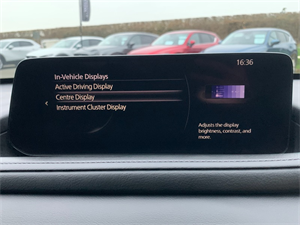 16:36
In-Vehicle Displays
Active Driving Display
Centre Display
Instrument Cluster Display
Adjusts the display
brightness, contrast, and
more.